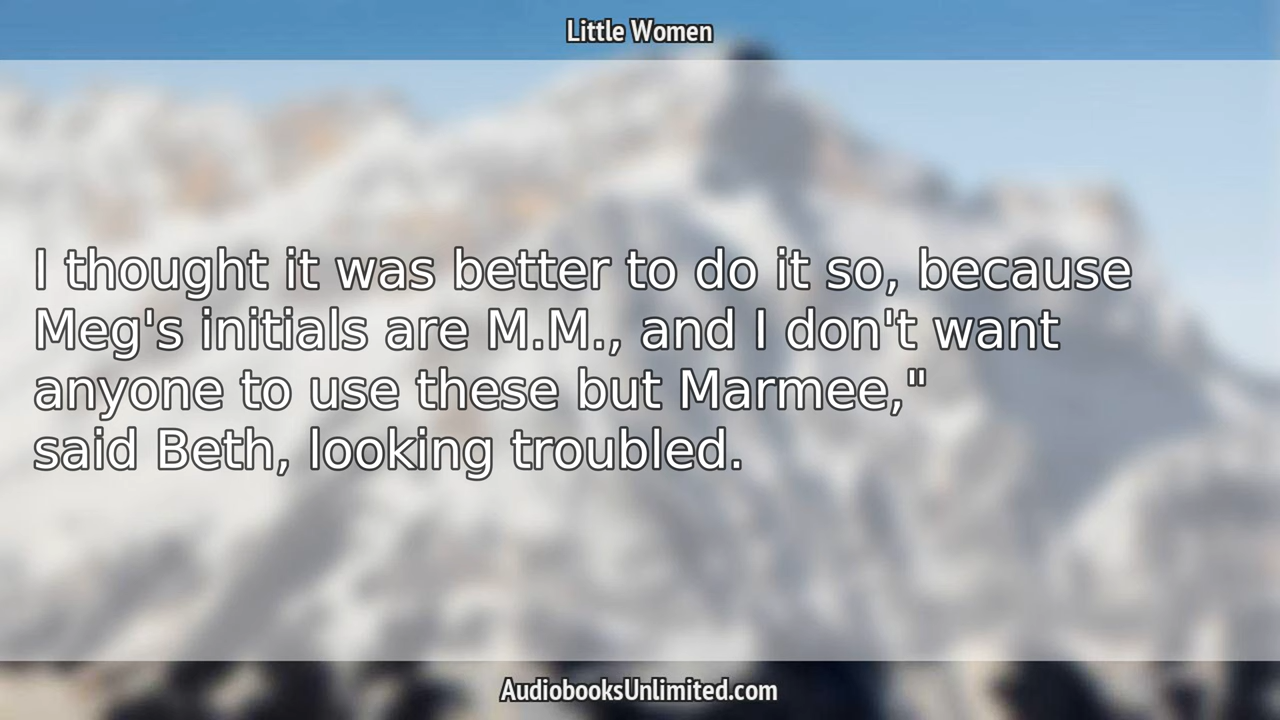 Little Women
I thought it was better to do it so, because
Meg's initials are M.M., and I don't want
anyone to use these but Marmee,"
said Beth, looking troubled.
AudiobooksUnlimited.com